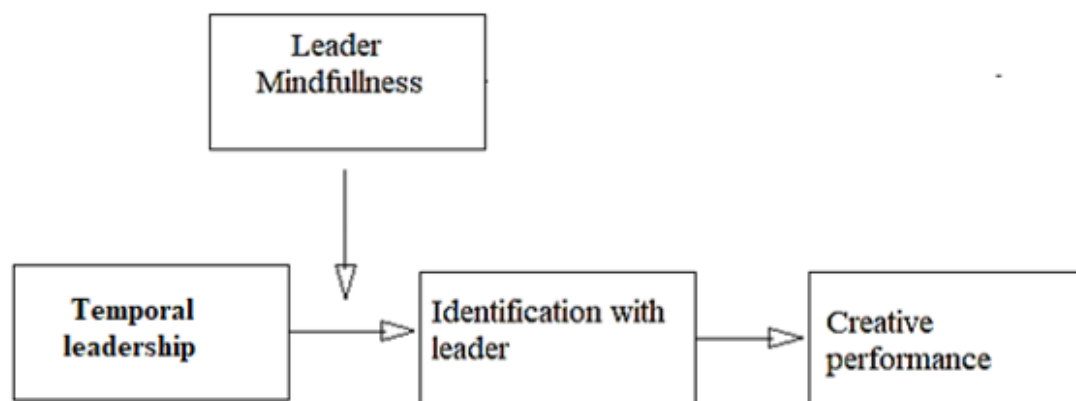 Leader
Mindfullness
Temporal
leadership
Identification with
leader
Creative
performance